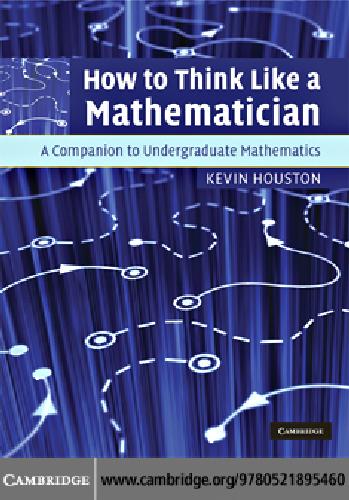 How to Think Like a
Mathematician
A Companion to Undergraduate Mathematics
KEVIN HOUSTON
CAMBRIDGE
CAMBRIDGE www.cambridge.org/9780521895460